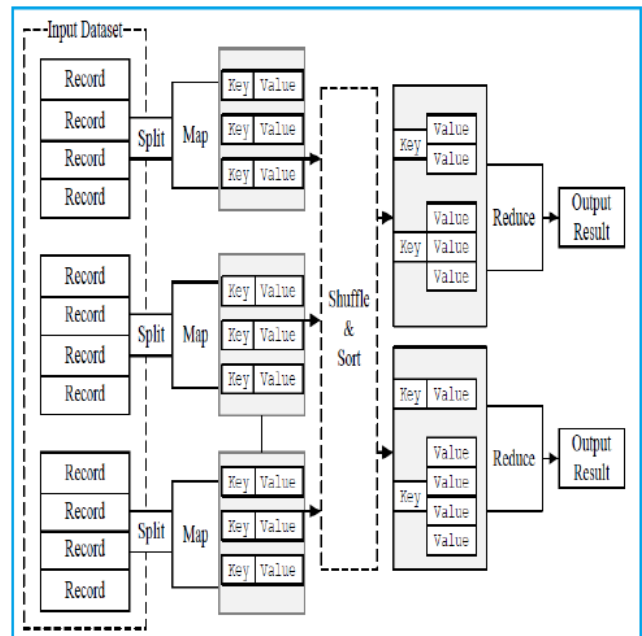 Input Dataset
Record
Record
Record
Record
Split
Map
Key Value
Key Value
Key Value
Record
Record
Record
Record
Split
Map
Key Value
Key Value
Key Value
Record
Record
Record
Record
Split
Map
Key Value
Key Value
Key Value
Shuffle
&
Sort
Key
Value
Value
Key
Value
Value
Value
Reduce
Output
Result
Key Value
Key
Value
Value
Value
Value
Reduce
Output
Result